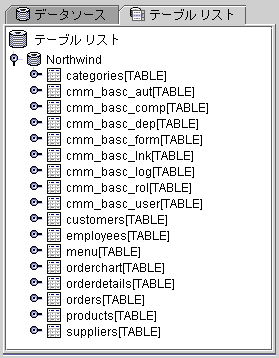 データソース
テーブル リスト
テーブル リスト
Northwind
categories[TABLE]
cmm_basc_aut[TABLE]
cmm_basc_comp[TABLE]
cmm_basc_dep[TABLE]
cmm_basc_form[TABLE]
cmm_basc_lnk[TABLE]
cmm_basc_log[TABLE]
cmm_basc_rol[TABLE]
cmm_basc_user[TABLE]
customers[TABLE]
employees[TABLE]
menu[TABLE]
orderchart[TABLE]
orderdetails[TABLE]
orders[TABLE]
products[TABLE]
suppliers[TABLE]